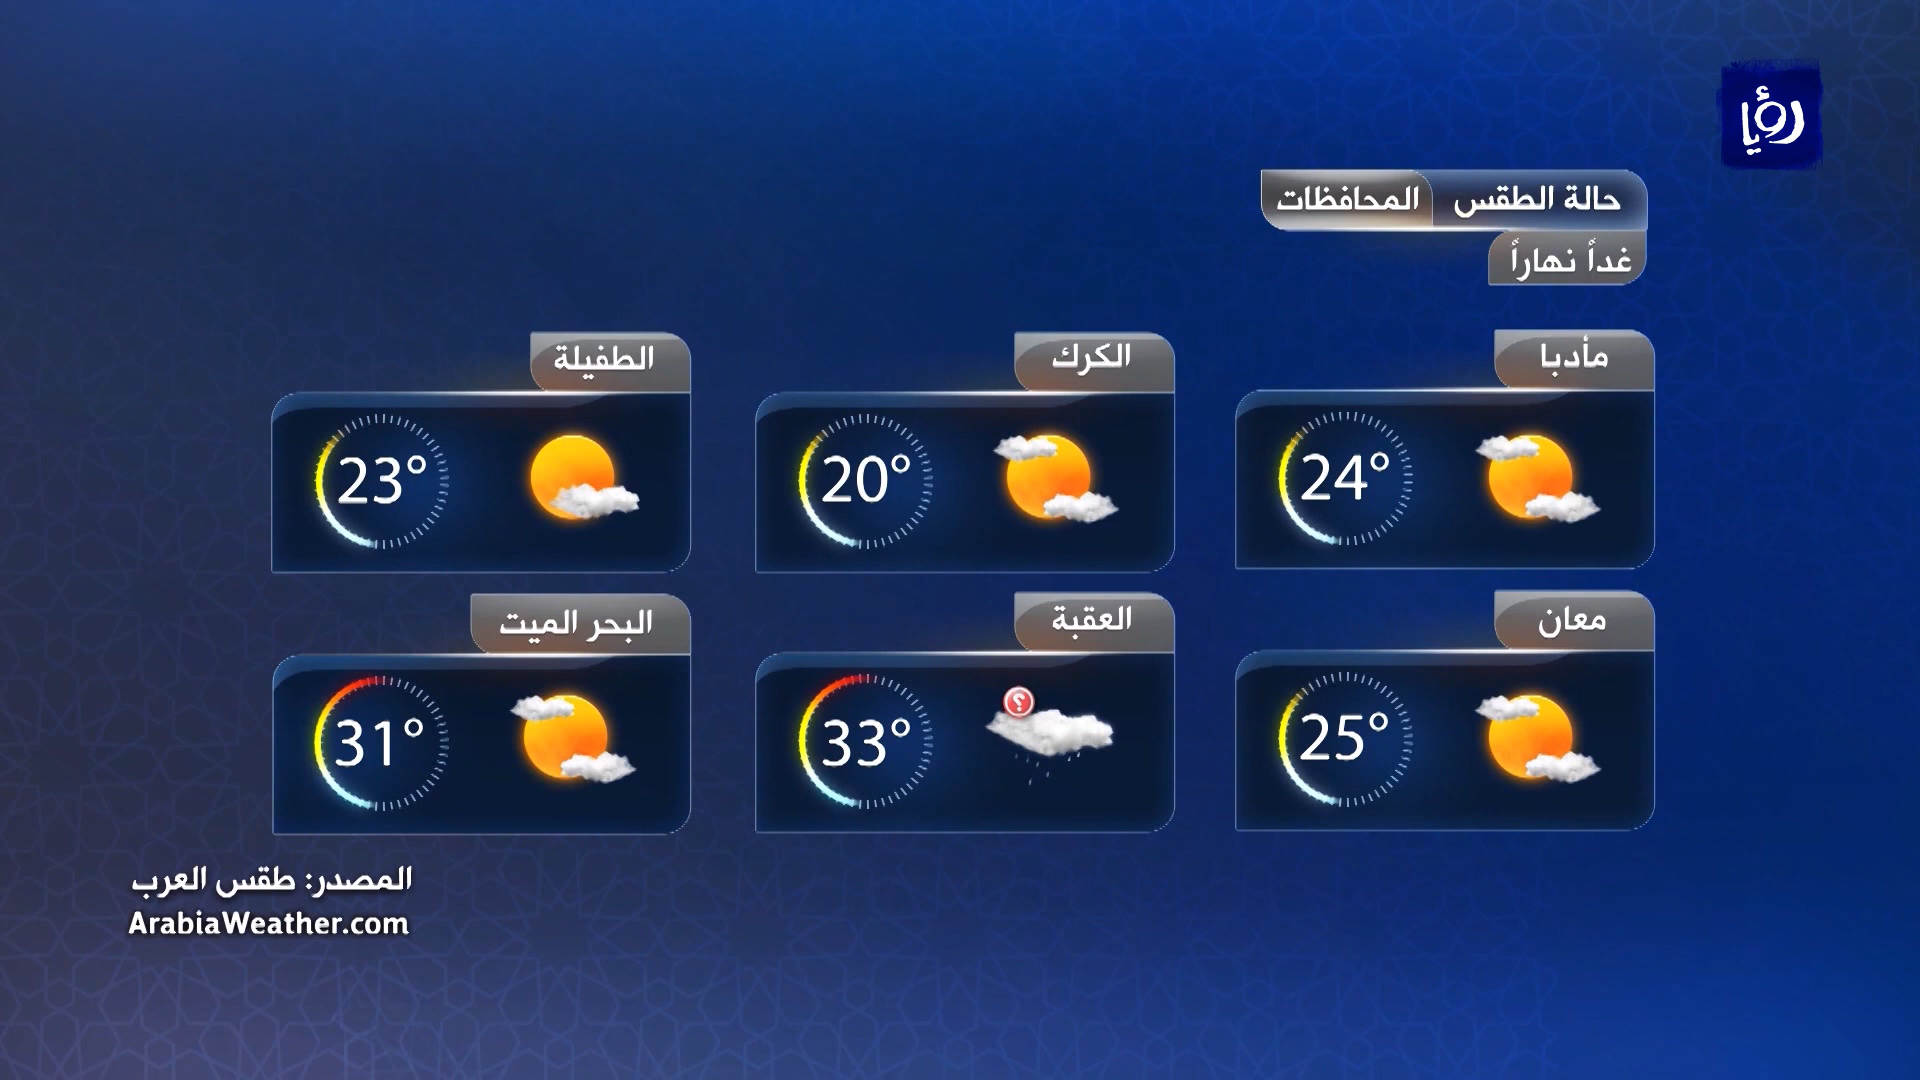 رؤيا
حالة الطقس المحافظات
غداً نهاراً
مأدبا
24°
الكرك
20°
الطفيلة
23°
معان
25°
العقبة
؟
33°
البحر الميت
31°
المصدر: طقس العرب
ArabiaWeather.com